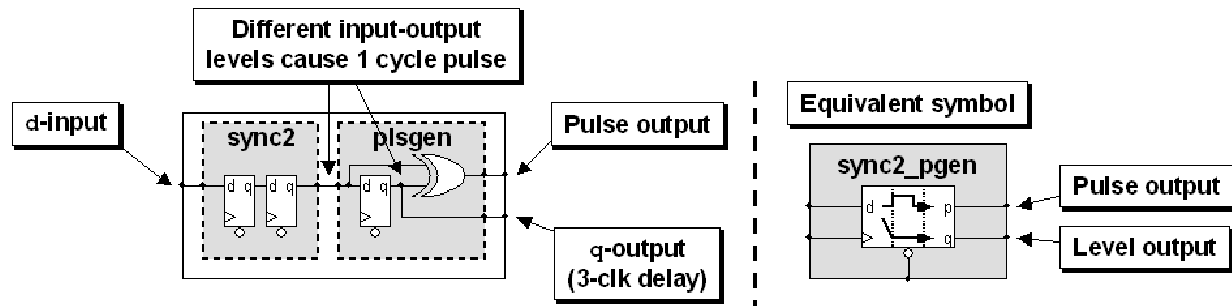 Different input-output
levels cause 1 cycle pulse
d-input
sync2
plsgen
Pulse output
d q
d q
d q
q-output
(3-clk delay)
Equivalent symbol
sync2_pgen
d p
q
Pulse output
Level output